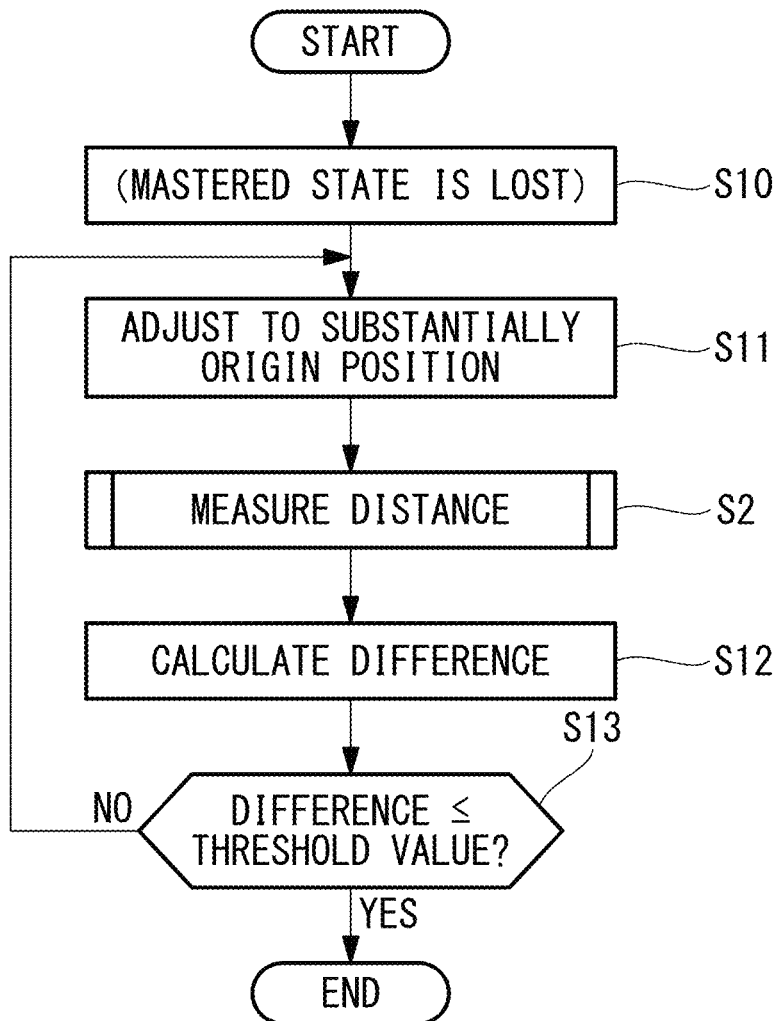 START
(MASTERED STATE IS LOST)
S10
ADJUST TO SUBSTANTIALLY
ORIGIN POSITION
S11
MEASURE DISTANCE
S2
CALCULATE DIFFERENCE
S12
S13
DIFFERENCE ≤
THRESHOLD VALUE?
NO
YES
END